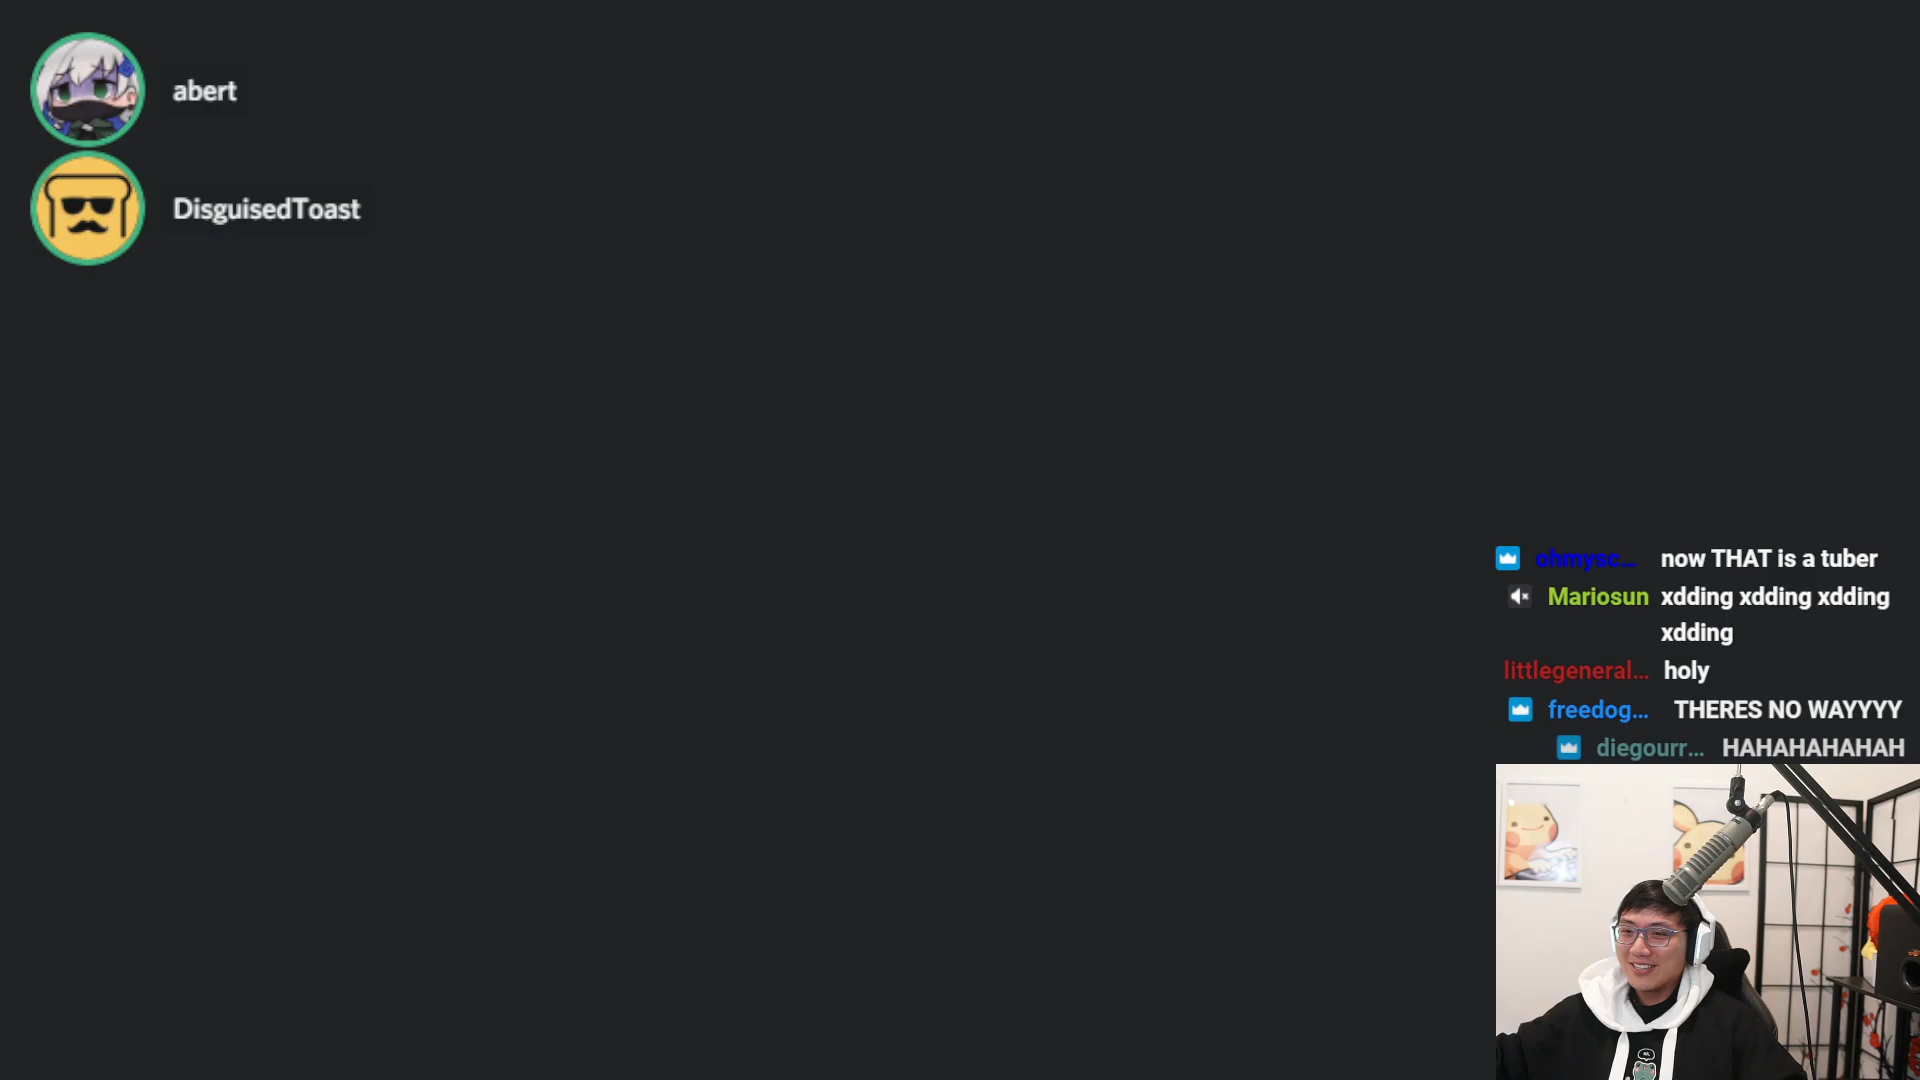 abert
DisguisedToast
ohmysc... now THAT is a tuber
Mariosun xdding xdding xdding
xdding
littlegeneral... holy
freedog... THERES NO WAYYYY
diegourr... HAHAHAHAHAH